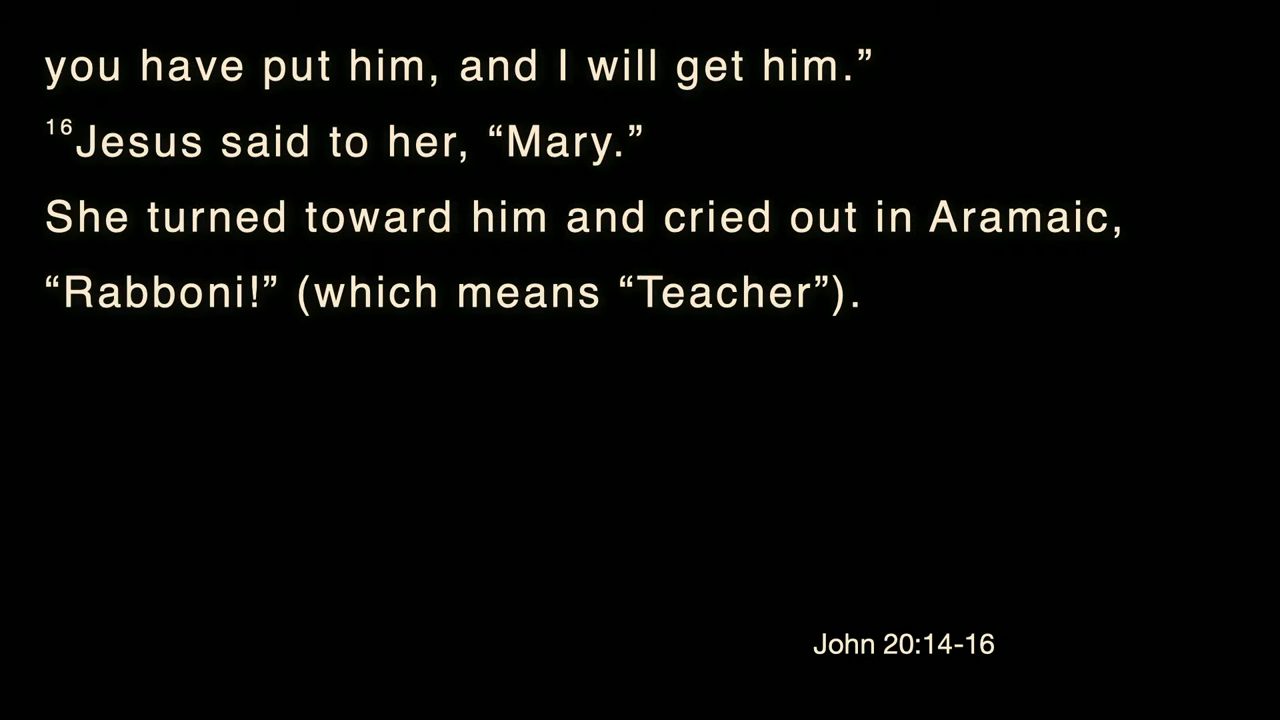 you have put him, and I will get him.”
¹⁶Jesus said to her, “Mary.”
She turned toward him and cried out in Aramaic,
“Rabboni!” (which means “Teacher”).
John 20:14-16